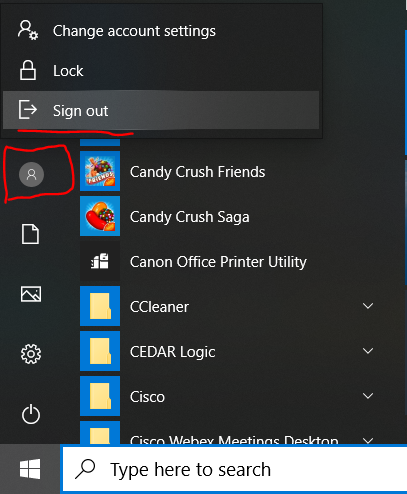 Change account settings
Lock
Sign out
Candy Crush Friends
Candy Crush Saga
Canon Office Printer Utility
CCleaner
CEDAR Logic
Cisco
Cisco Webex Meetings Desktop
Type here to search